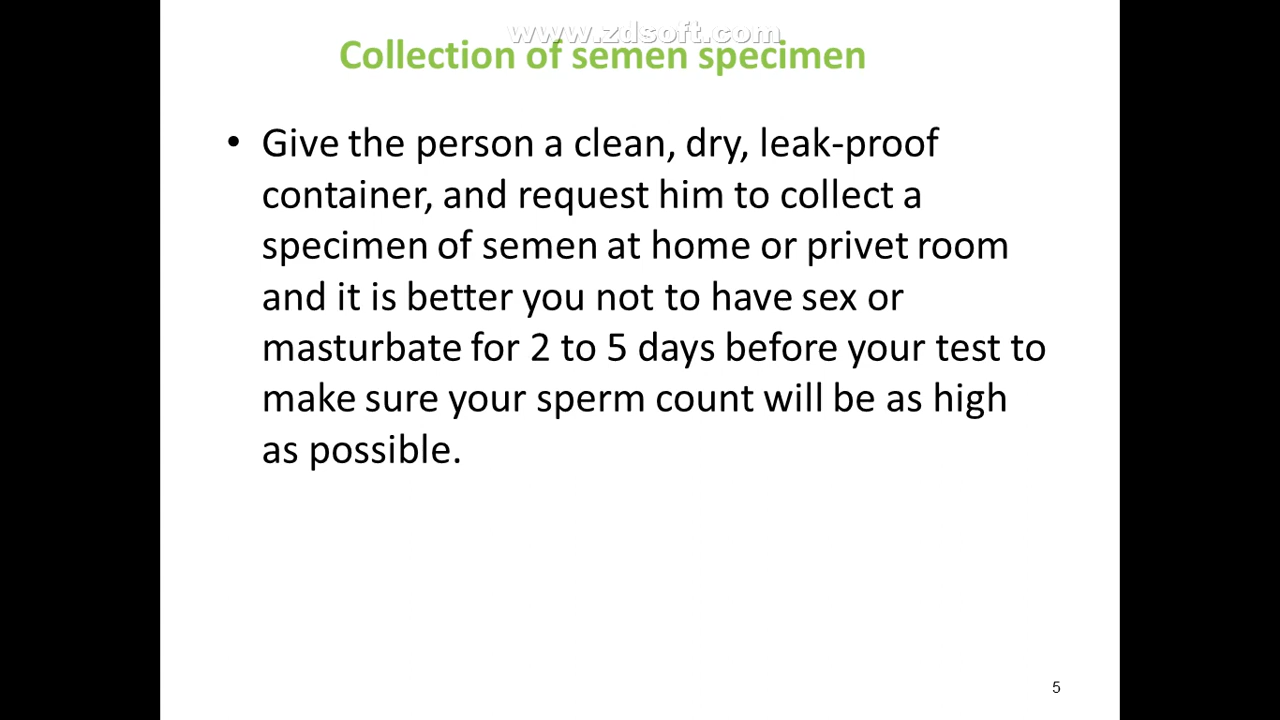 www.zdsoft.com
Collection of semen specimen
• Give the person a clean, dry, leak-proof
container, and request him to collect a
specimen of semen at home or privet room
and it is better you not to have sex or
masturbate for 2 to 5 days before your test to
make sure your sperm count will be as high
as possible.
5